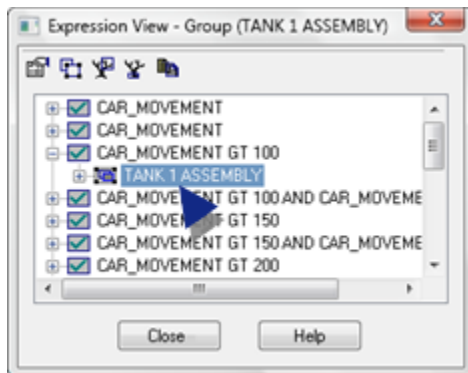 Expression View - Group (TANK 1 ASSEMBLY)
CAR_MOVEMENT
CAR_MOVEMENT
CAR_MOVEMENT GT 100
TANK 1 ASSEMBLY
CAR_MOVEMENT GT 100 AND CAR_MOVEME
CAR_MOVEMENT GT 150
CAR_MOVEMENT GT 150 AND CAR_MOVEME
CAR_MOVEMENT GT 200
Close Help